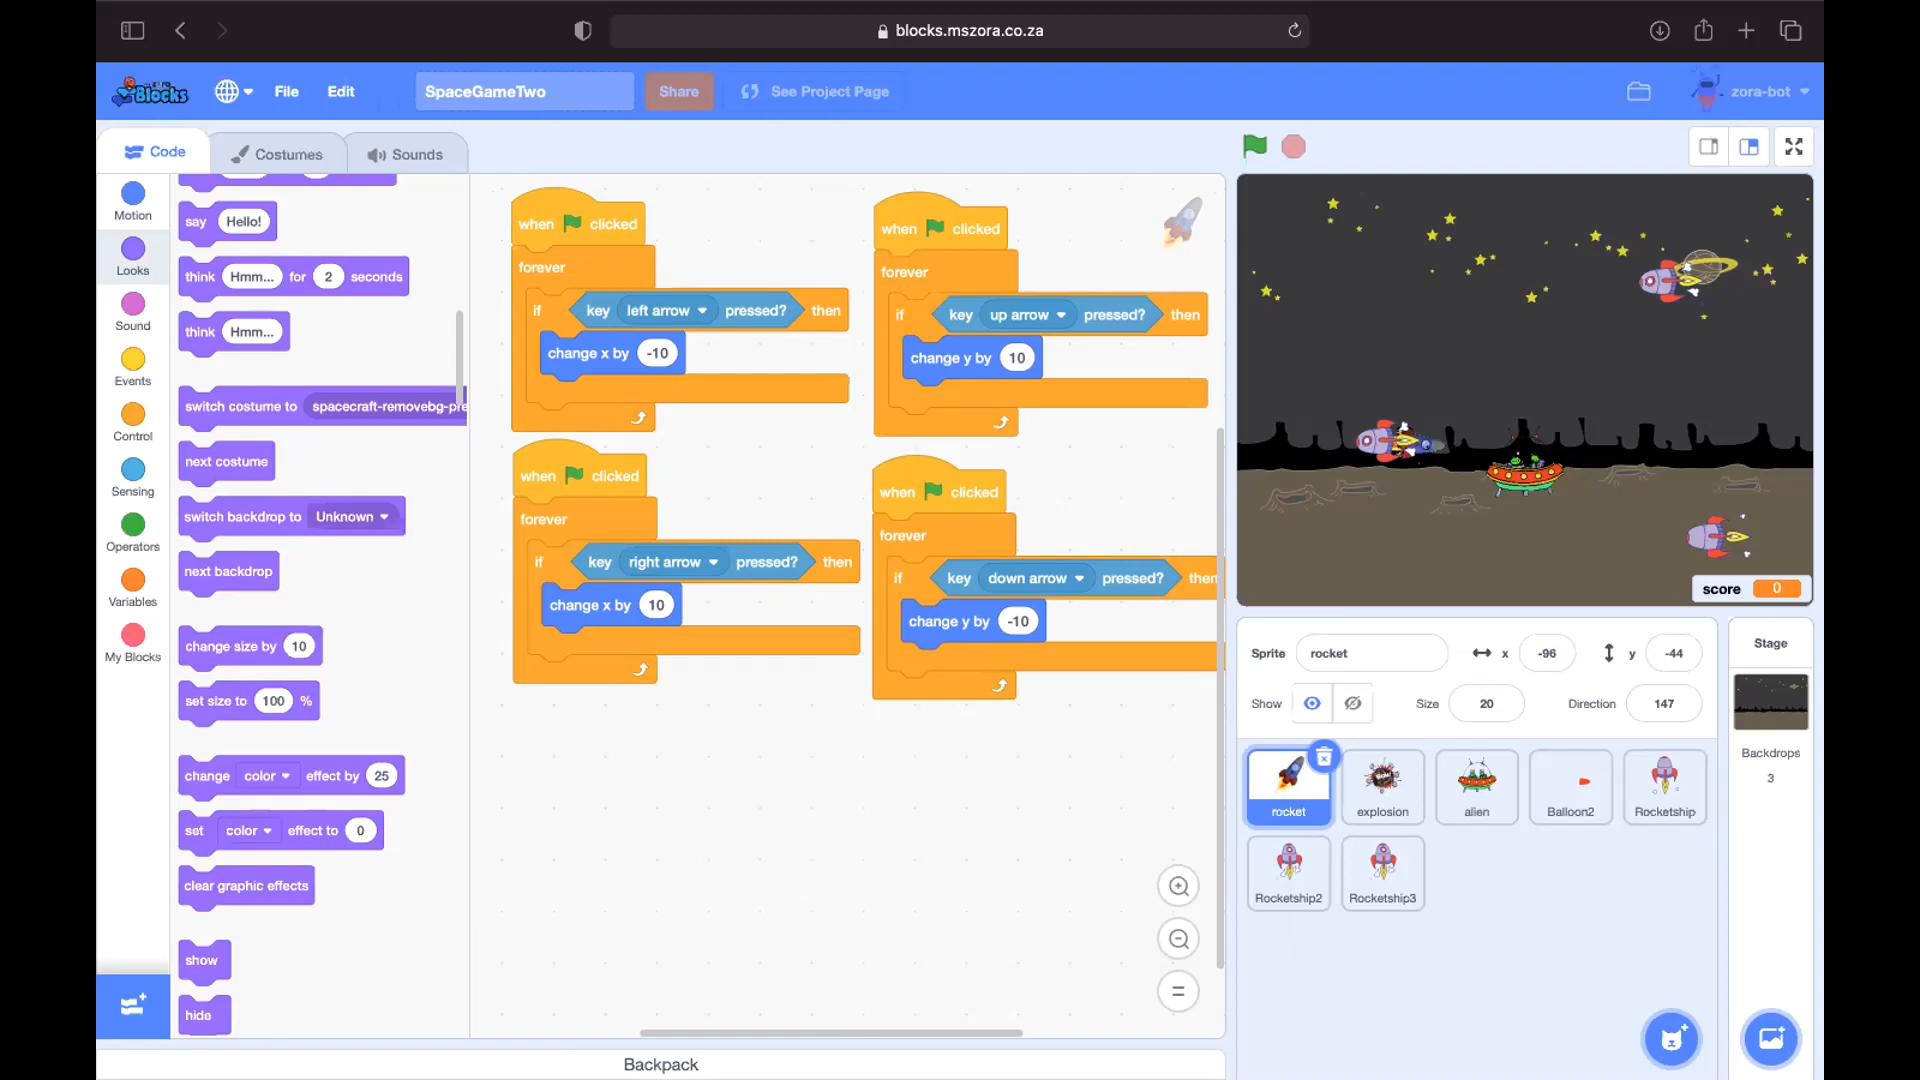 blocks.mszora.co.za
Blocks
File
Edit
SpaceGameTwo
Share
See Project Page
zora-bot
Code
Costumes
Sounds
Motion
Looks
Sound
Events
Control
Sensing
Operators
Variables
My Blocks
say Hello!
think Hmm... for 2 seconds
think Hmm...
switch costume to spacecraft-removebg-pre
next costume
switch backdrop to Unknown
next backdrop
change size by 10
set size to 100 %
change color effect by 25
set color effect to 0
clear graphic effects
show
hide
when clicked
forever
if key left arrow pressed? then
change x by -10
when clicked
forever
if key up arrow pressed? then
change y by 10
when clicked
forever
if key right arrow pressed? then
change x by 10
when clicked
forever
if key down arrow pressed? then
change y by -10
Backpack
score 0
Sprite rocket x -96 y -44
Show Size 20 Direction 147
rocket
explosion
alien
Balloon2
Rocketship
Rocketship2
Rocketship3
Stage
Backdrops
3